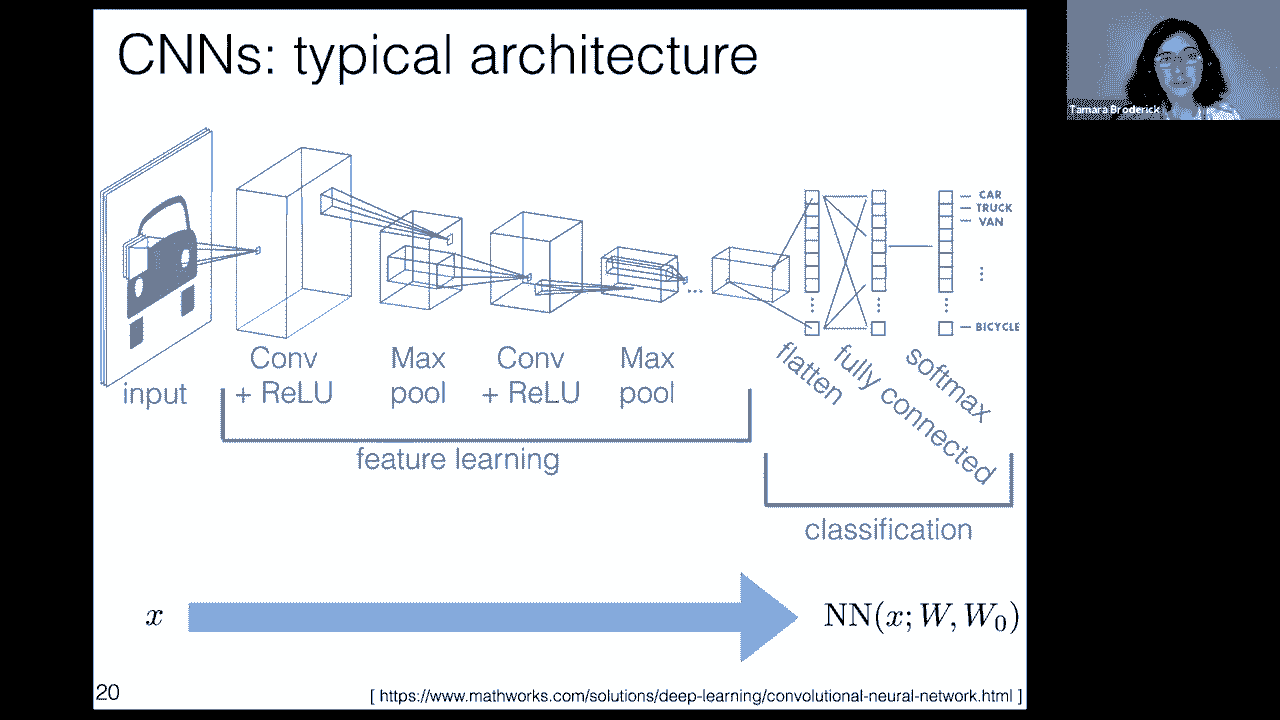 CNNs: typical architecture
Tamara Broderick
CAR
TRUCK
VAN
BICYCLE
input
Conv
+ ReLU
Max
pool
Conv
+ ReLU
Max
pool
...
flatten
fully connected
softmax
feature learning
classification
x
NN(x; W, W₀)
20
[ https://www.mathworks.com/solutions/deep-learning/convolutional-neural-network.html ]